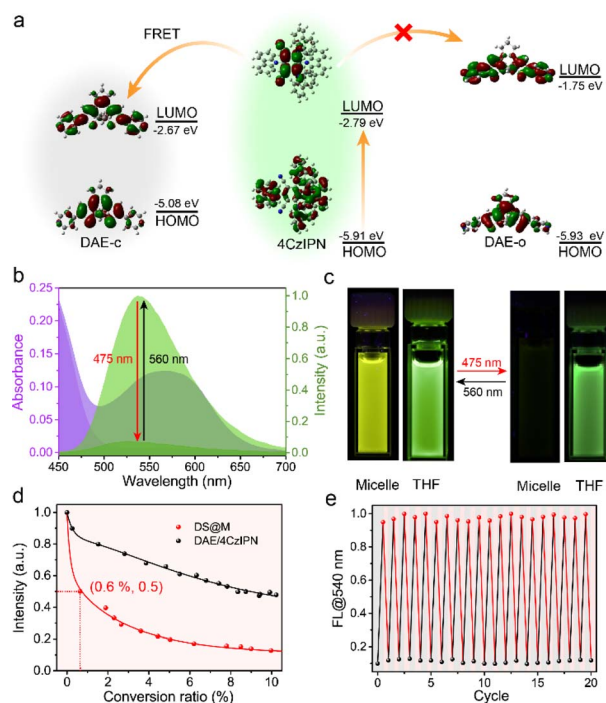 a
FRET
LUMO
-2.67 eV
-5.08 eV
HOMO
DAE-c
LUMO
-2.79 eV
-5.91 eV
HOMO
4CzIPN
LUMO
-1.75 eV
-5.93 eV
HOMO
DAE-o
b
0.25
0.20
0.15
0.10
0.05
0.00
Absorbance
475 nm
560 nm
1.0
0.8
0.6
0.4
0.2
0.0
Intensity (a.u.)
450 500 550 600 650 700
Wavelength (nm)
c
475 nm
560 nm
Micelle THF
Micelle THF
d
1.0
0.8
0.6
0.4
0.2
0.0
Intensity (a.u.)
DS@M
DAE/4CzIPN
(0.6 %, 0.5)
0 2 4 6 8 10
Conversion ratio (%)
e
1.0
0.8
0.6
0.4
0.2
0.0
FL@540 nm
0 5 10 15 20
Cycle